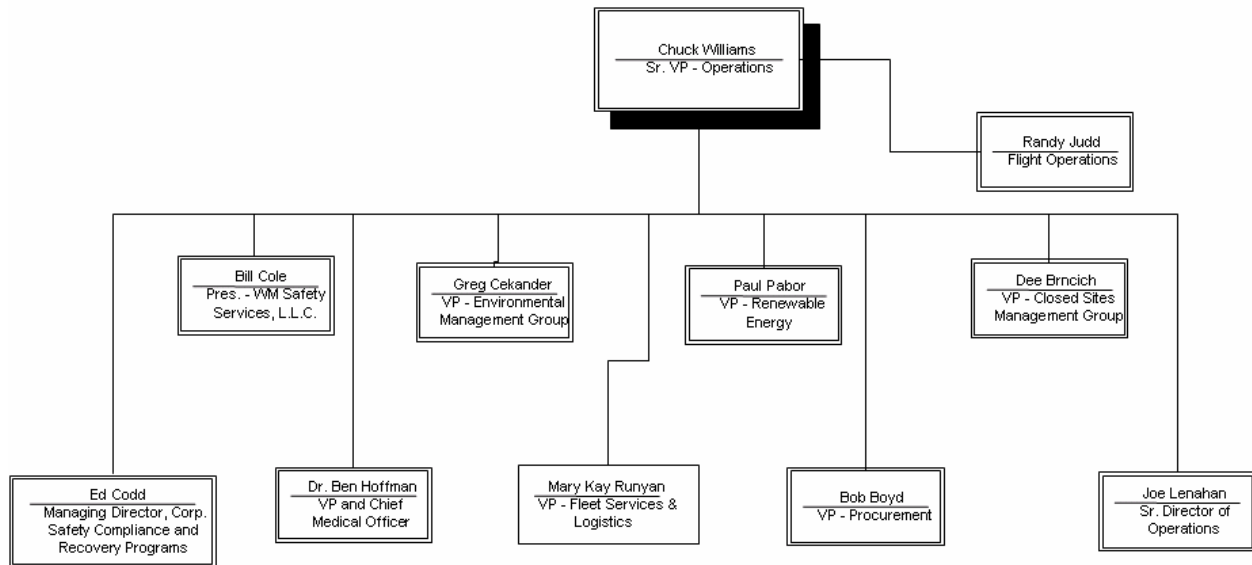 Chuck Williams
Sr. VP - Operations
Randy Judd
Flight Operations
Bill Cole
Pres. - WM Safety
Services, L.L.C.
Greg Cekander
VP - Environmental
Management Group
Paul Pabor
VP - Renewable
Energy
Dee Brncich
VP - Closed Sites
Management Group
Ed Codd
Managing Director, Corp.
Safety Compliance and
Recovery Programs
Dr. Ben Hoffman
VP and Chief
Medical Officer
Mary Kay Runyan
VP - Fleet Services &
Logistics
Bob Boyd
VP - Procurement
Joe Lenahan
Sr. Director of
Operations